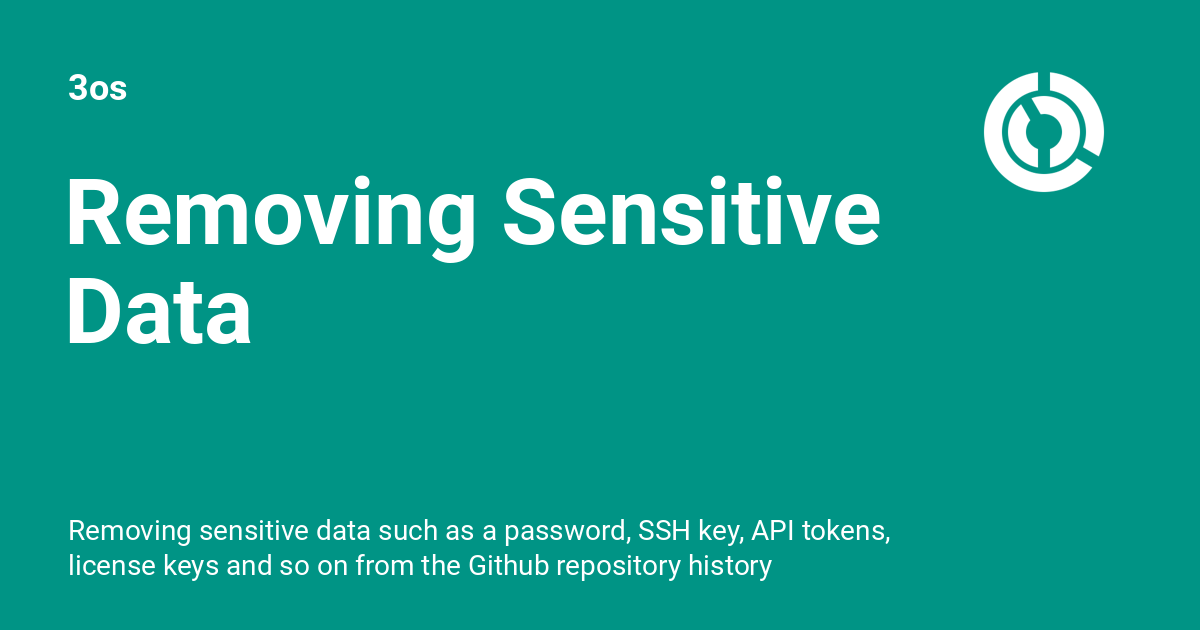 3os
Removing Sensitive
Data
Removing sensitive data such as a password, SSH key, API tokens,
license keys and so on from the Github repository history